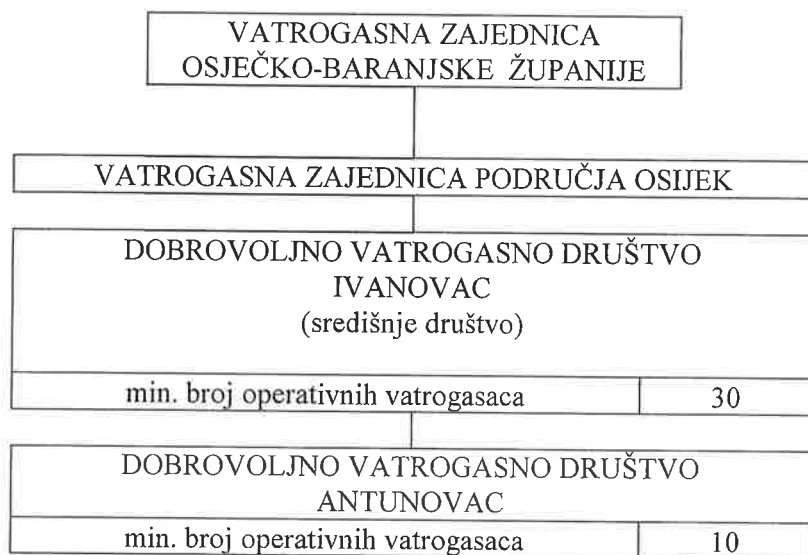 VATROGASNA ZAJEDNICA
OSJEČKO-BARANJSKE ŽUPANIJE
VATROGASNA ZAJEDNICA PODRUČJA OSIJEK
DOBROVOLJNO VATROGASNO DRUŠTVO
IVANOVAC
(središnje društvo)
min. broj operativnih vatrogasaca 30
DOBROVOLJNO VATROGASNO DRUŠTVO
ANTUNOVAC
min. broj operativnih vatrogasaca 10